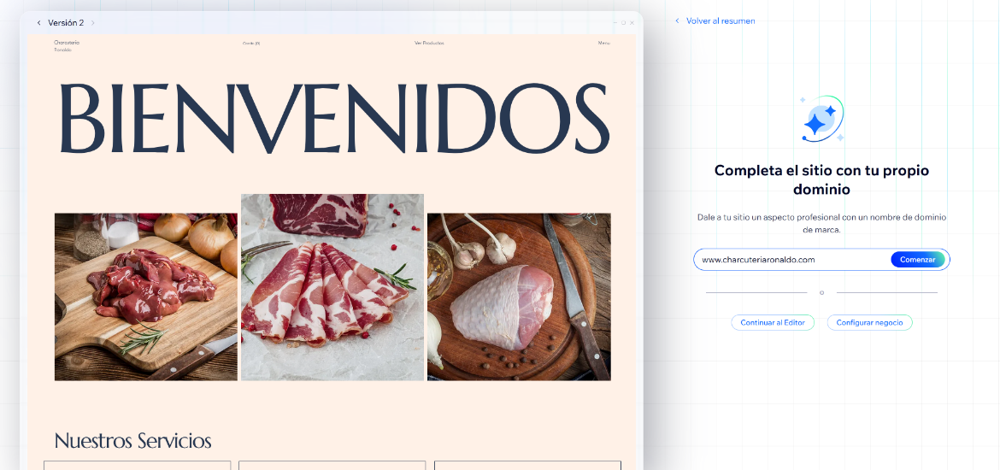 Versión 2
Volver al resumen
Charcutería
Ronaldo
Carrito (0)
Ver Productos
Menu
BIENVENIDOS
Completa el sitio con tu propio
dominio
Dale a tu sitio un aspecto profesional con un nombre de dominio
de marca.
www.charcuteriaronaldo.com
Comenzar
o
Continuar al Editor
Configurar negocio
Nuestros Servicios